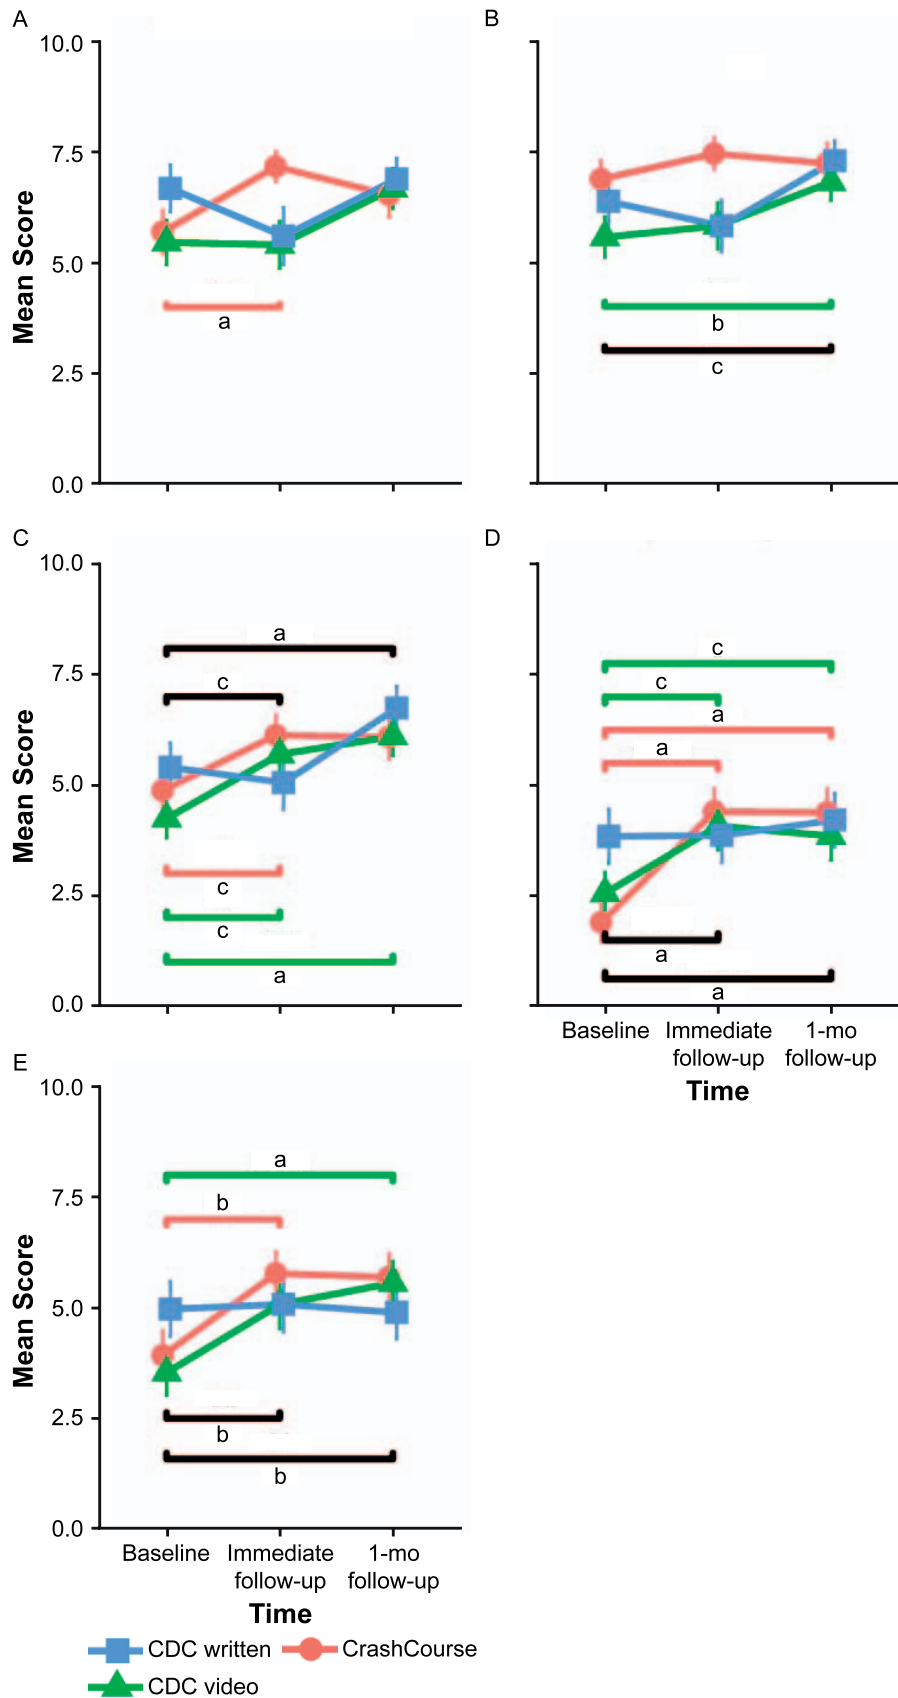 A
10.0
7.5
5.0
2.5
0.0
Mean Score
a
B
b
c
C
10.0
7.5
5.0
2.5
0.0
Mean Score
a
c
c
c
a
D
c
c
a
a
a
a
Baseline Immediate follow-up 1-mo follow-up
Time
E
10.0
7.5
5.0
2.5
0.0
Mean Score
a
b
b
b
Baseline Immediate follow-up 1-mo follow-up
Time
CDC written CrashCourse
CDC video